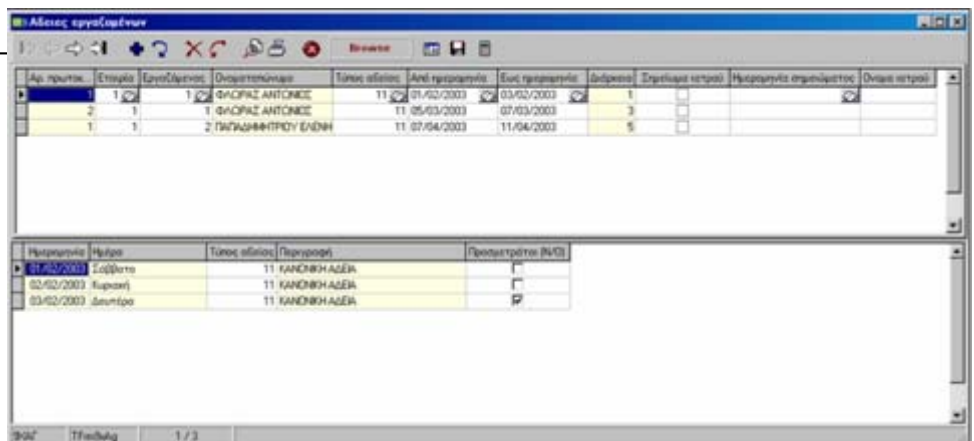 Άδειες εργαζομένων
Browse
Αρ. πρωτοκ. Εταιρία Εργαζόμενος Ονοματεπώνυμο Τύπος αδείας Από ημερομηνία Εως ημερομηνία Διάρκεια Σημείωμα ιατρού Ημερομηνία σημειώματος Όνομα ιατρού
1 1 1 ΦΛΩΡΑΣ ΑΝΤΩΝΙΟΣ 11 01/02/2003 03/02/2003 1
2 1 1 ΦΛΩΡΑΣ ΑΝΤΩΝΙΟΣ 11 05/03/2003 07/03/2003 3
1 1 2 ΠΑΠΑΔΗΜΗΤΡΙΟΥ ΕΛΕΝΗ 11 07/04/2003 11/04/2003 5
Ημερομηνία Ημέρα Τύπος αδείας Περιγραφή Προσμετράται (Ν/Ο)
01/02/2003 Σάββατο 11 ΚΑΝΟΝΙΚΗ ΑΔΕΙΑ
02/02/2003 Κυριακή 11 ΚΑΝΟΝΙΚΗ ΑΔΕΙΑ
03/02/2003 Δευτέρα 11 ΚΑΝΟΝΙΚΗ ΑΔΕΙΑ
1 / 3